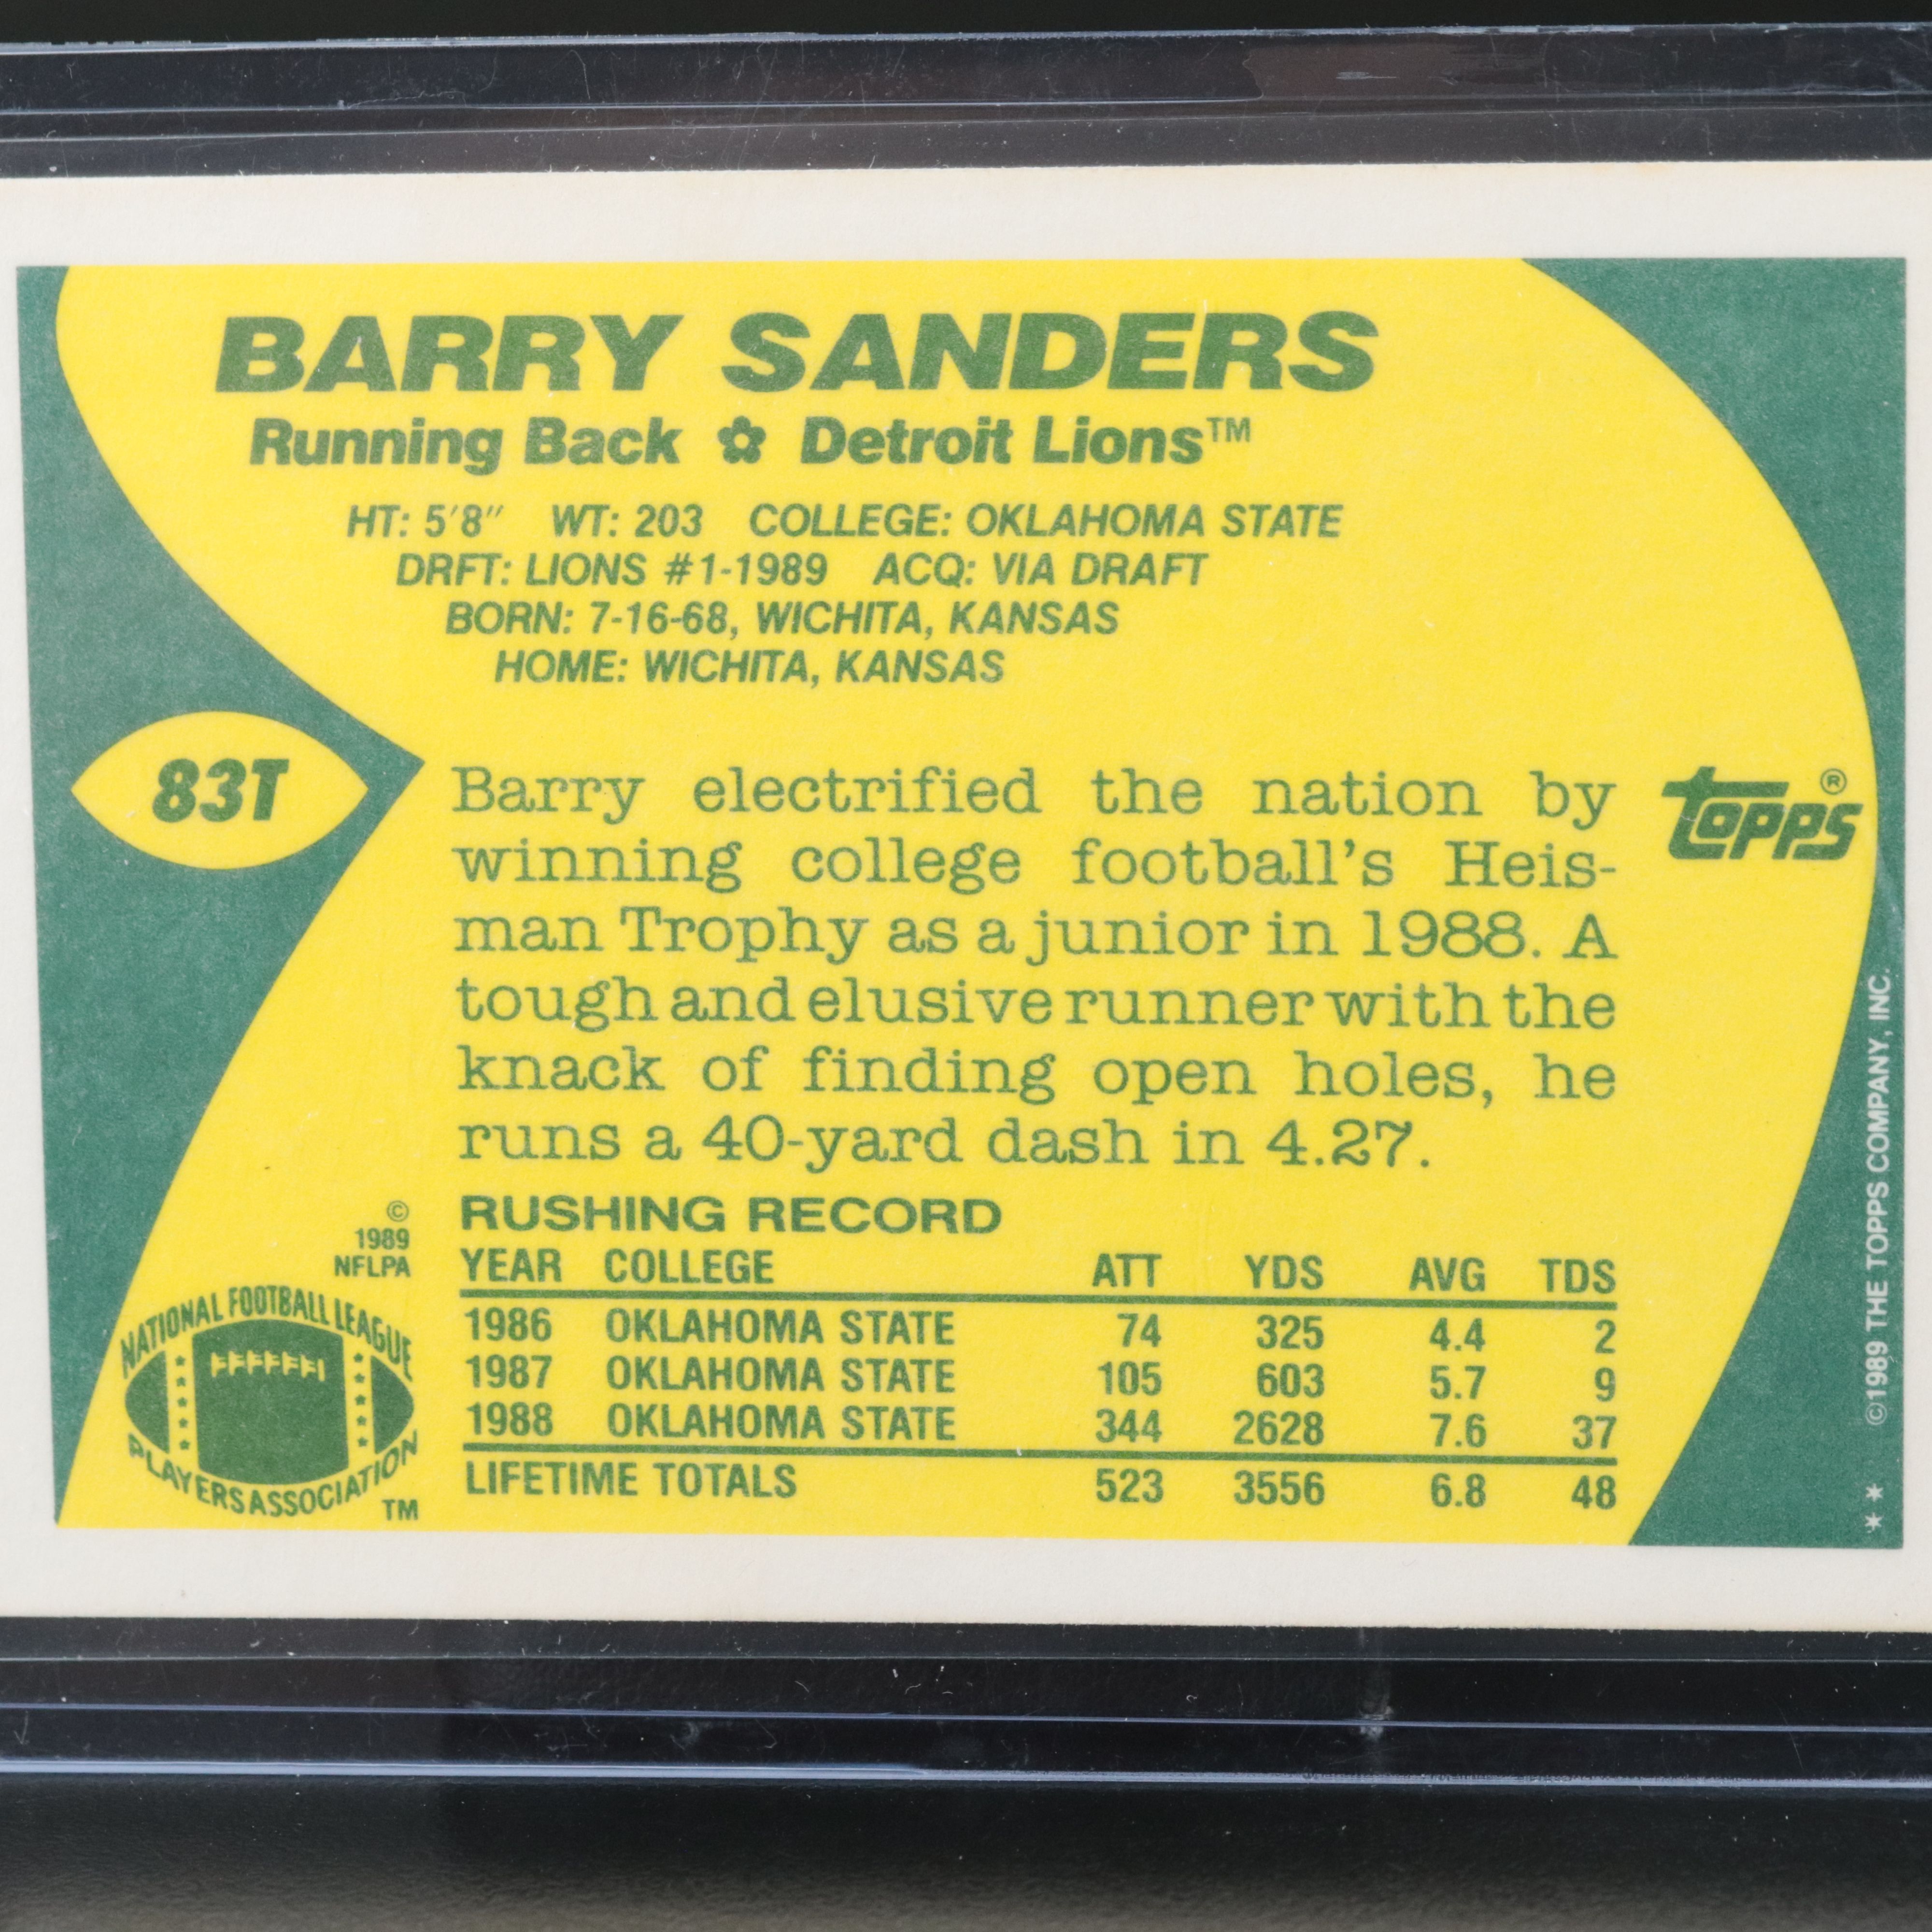 BARRY SANDERS
Running Back ✿ Detroit Lions™
HT: 5'8" WT: 203 COLLEGE: OKLAHOMA STATE
DRFT: LIONS #1-1989 ACQ: VIA DRAFT
BORN: 7-16-68, WICHITA, KANSAS
HOME: WICHITA, KANSAS
83T
Barry electrified the nation by
winning college football's Heis-
man Trophy as a junior in 1988. A
tough and elusive runner with the
knack of finding open holes, he
runs a 40-yard dash in 4.27.
topps®
©
1989
NFLPA
NATIONAL FOOTBALL LEAGUE
PLAYERS ASSOCIATION
TM
RUSHING RECORD
YEAR COLLEGE ATT YDS AVG TDS
1986 OKLAHOMA STATE 74 325 4.4 2
1987 OKLAHOMA STATE 105 603 5.7 9
1988 OKLAHOMA STATE 344 2628 7.6 37
LIFETIME TOTALS 523 3556 6.8 48
** ©1989 THE TOPPS COMPANY, INC.